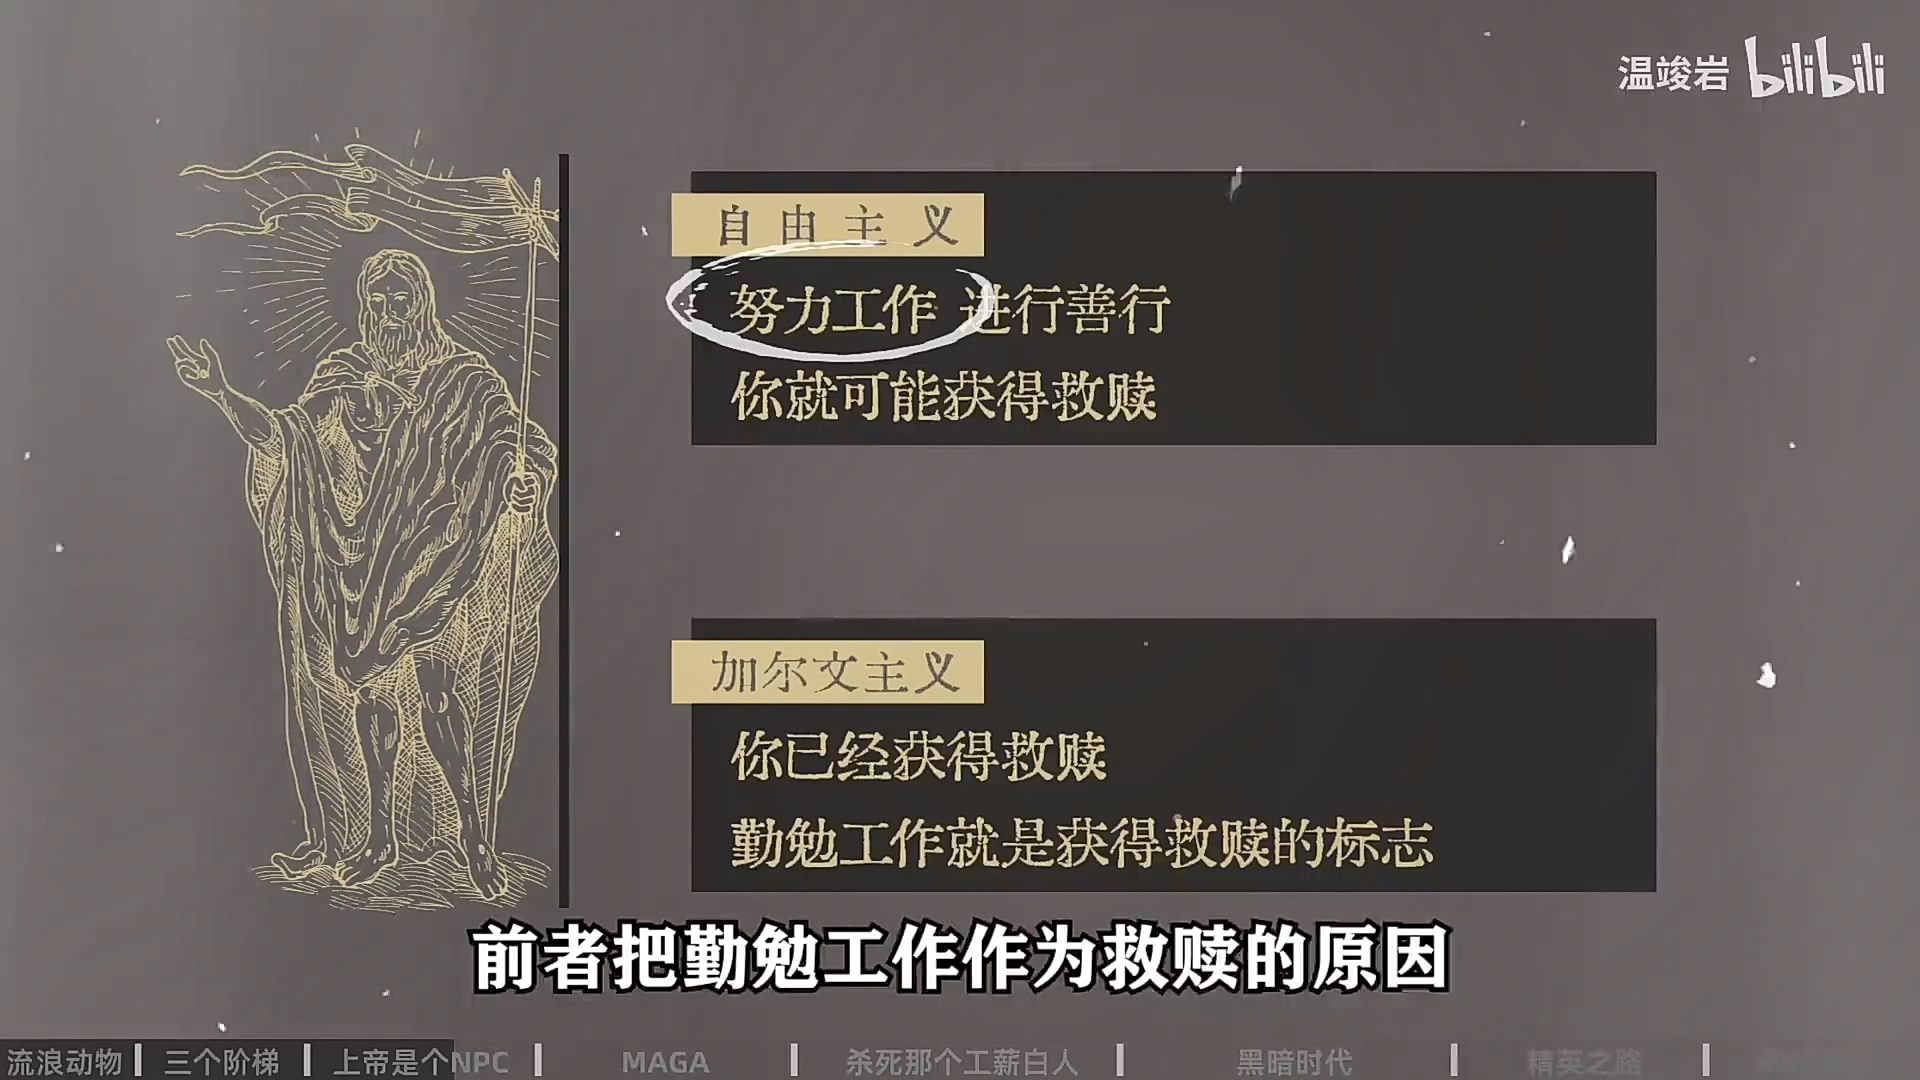 温竣岩 bilibili
自由主义
努力工作 进行善行
你就可能获得救赎
加尔文主义
你已经获得救赎
勤勉工作就是获得救赎的标志
前者把勤勉工作作为救赎的原因
流浪动物 三个阶梯 上帝是个NPC MAGA 杀死那个工薪白人 黑暗时代 精英之路